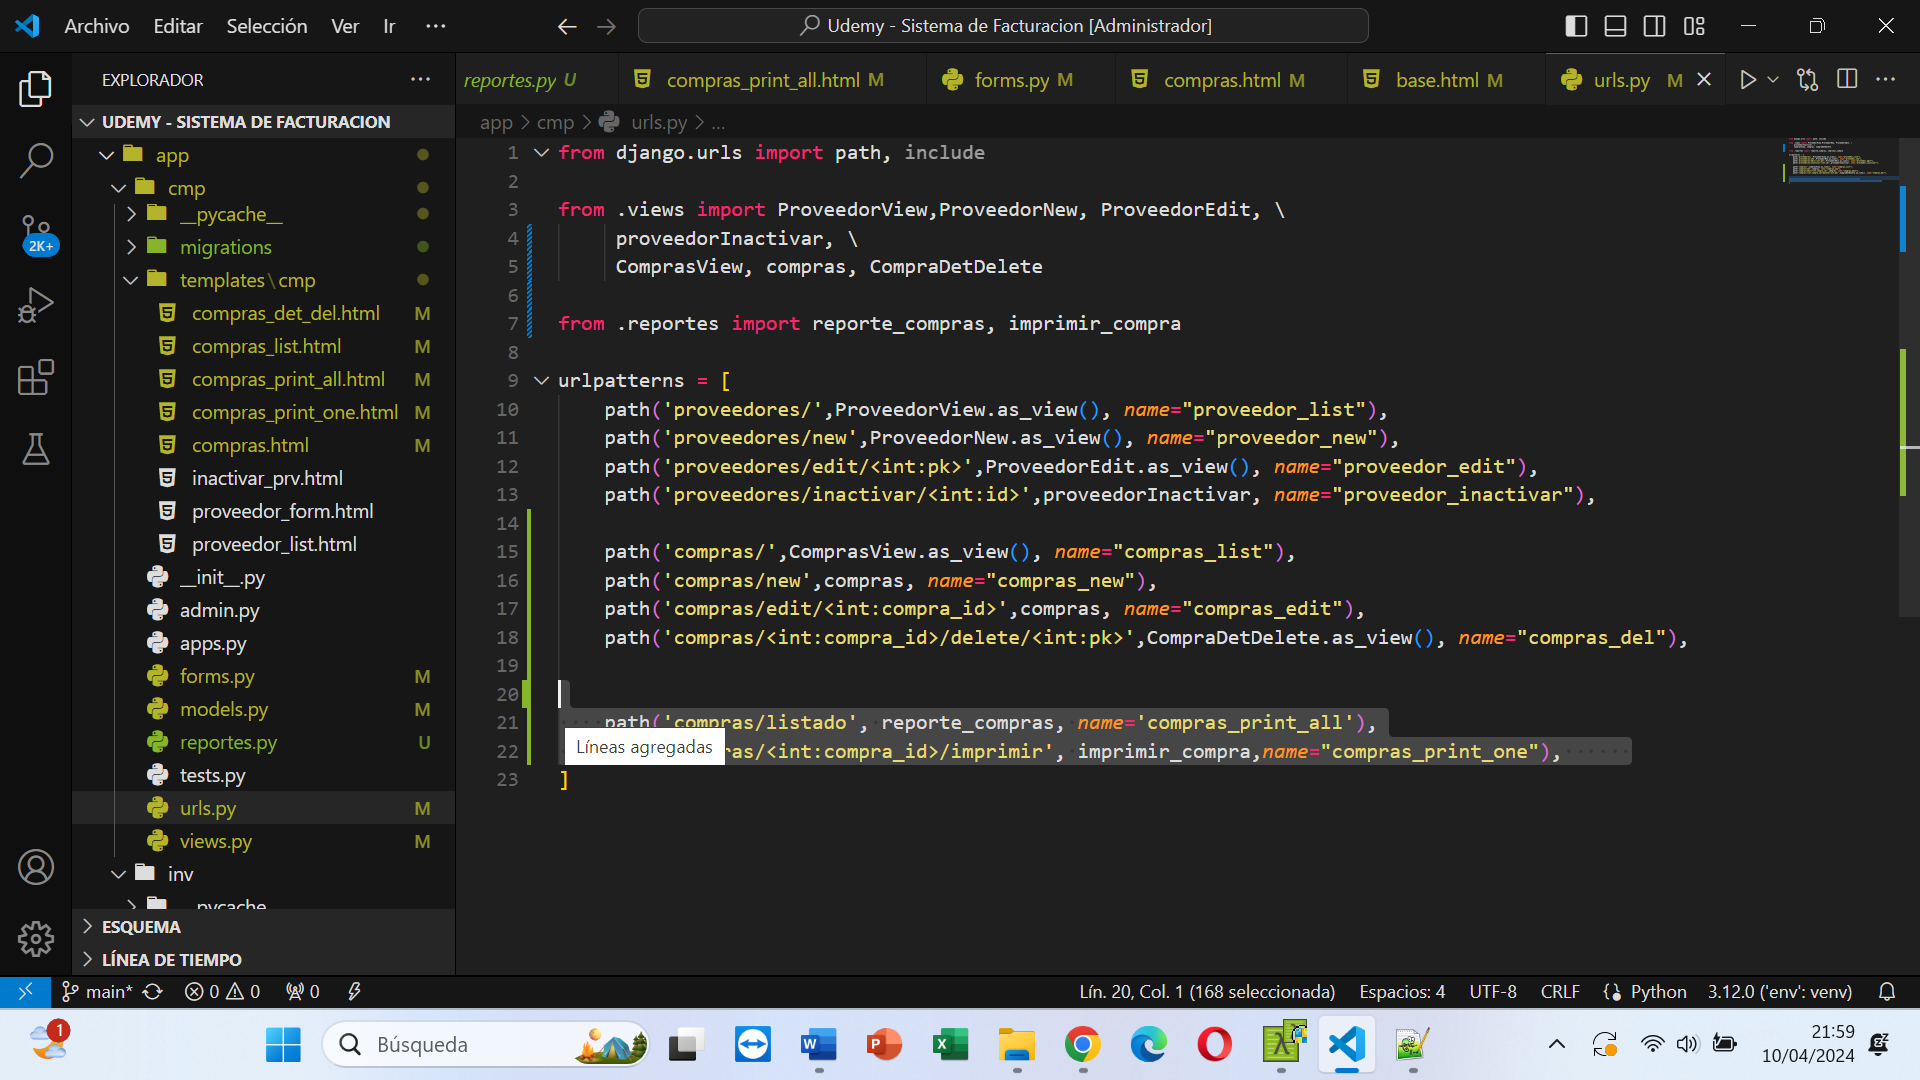 Archivo Editar Selección Ver Ir ···
Udemy - Sistema de Facturacion [Administrador]
EXPLORADOR ···
reportes.py U
compras_print_all.html M
forms.py M
compras.html M
base.html M
urls.py M
UDEMY - SISTEMA DE FACTURACION
app > cmp > urls.py > ...
app
cmp
__pycache__
migrations
templates\cmp
compras_det_del.html M
compras_list.html M
compras_print_all.html M
compras_print_one.html M
compras.html M
inactivar_prv.html
proveedor_form.html
proveedor_list.html
__init__.py
admin.py
apps.py
forms.py M
models.py M
reportes.py U
tests.py
urls.py M
views.py M
inv
__pycache__
ESQUEMA
LÍNEA DE TIEMPO
2K+
1 from django.urls import path, include
2
3 from .views import ProveedorView,ProveedorNew, ProveedorEdit, \
4 proveedorInactivar, \
5 ComprasView, compras, CompraDetDelete
6
7 from .reportes import reporte_compras, imprimir_compra
8
9 urlpatterns = [
10 path('proveedores/',ProveedorView.as_view(), name="proveedor_list"),
11 path('proveedores/new',ProveedorNew.as_view(), name="proveedor_new"),
12 path('proveedores/edit/<int:pk>',ProveedorEdit.as_view(), name="proveedor_edit"),
13 path('proveedores/inactivar/<int:id>',proveedorInactivar, name="proveedor_inactivar"),
14
15 path('compras/',ComprasView.as_view(), name="compras_list"),
16 path('compras/new',compras, name="compras_new"),
17 path('compras/edit/<int:compra_id>',compras, name="compras_edit"),
18 path('compras/<int:compra_id>/delete/<int:pk>',CompraDetDelete.as_view(), name="compras_del"),
19
20
21 path('compras/listado', reporte_compras, name='compras_print_all'),
22 ras/<int:compra_id>/imprimir', imprimir_compra,name="compras_print_one"),
Líneas agregadas
23 ]
main* 0 0 0
Lín. 20, Col. 1 (168 seleccionada) Espacios: 4 UTF-8 CRLF Python 3.12.0 ('env': venv)
1
Búsqueda
21:59
10/04/2024